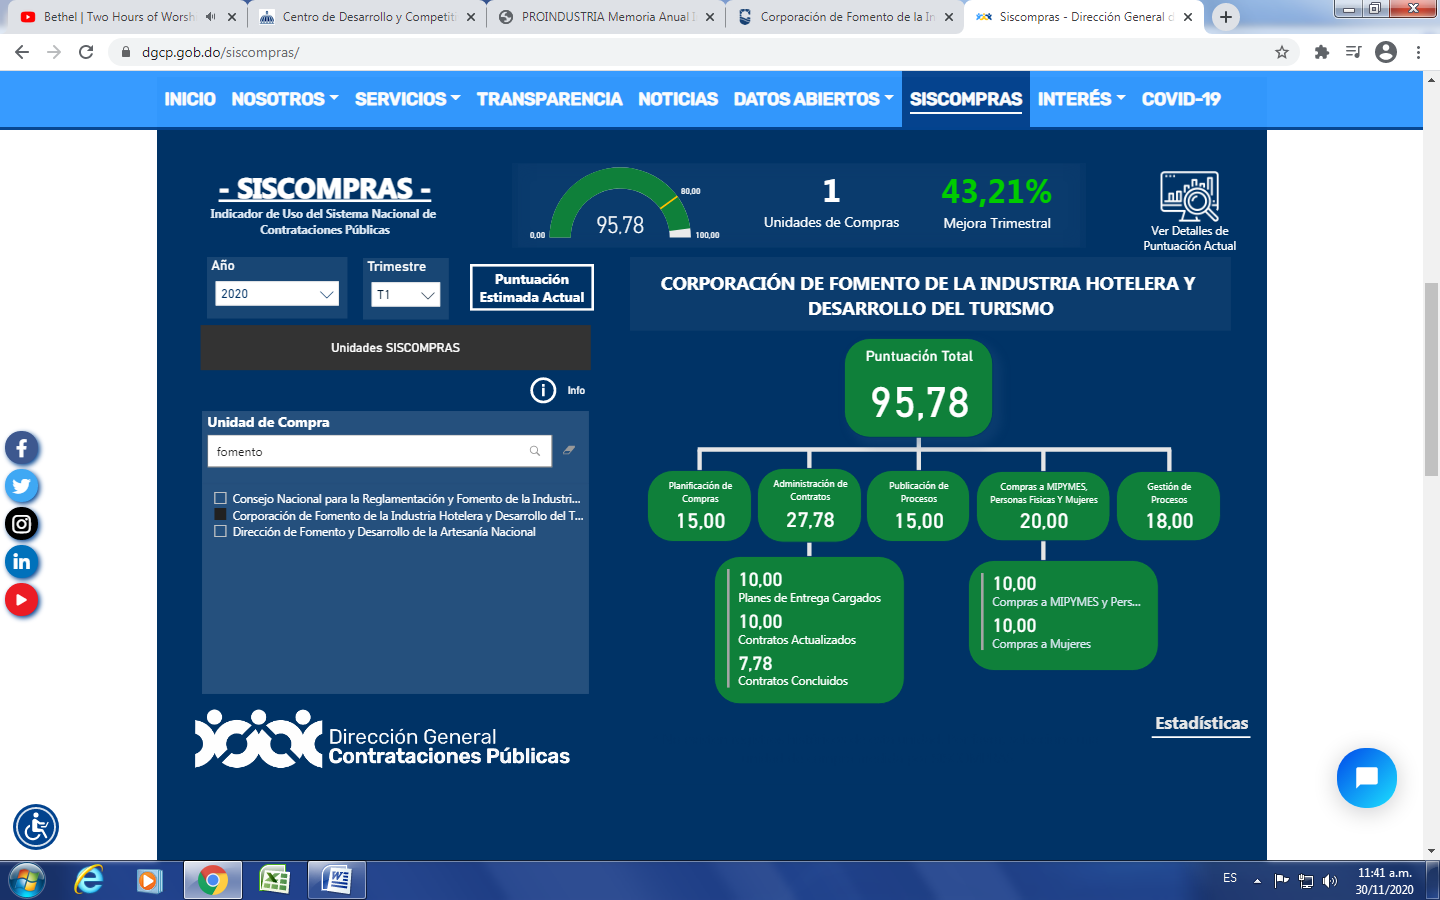 Bethel | Two Hours of Worsh
Centro de Desarrollo y Competiti
PROINDUSTRIA Memoria Anual I
Corporación de Fomento de la In
Siscompras - Dirección General d
dgcp.gob.do/siscompras/
INICIO NOSOTROS SERVICIOS TRANSPARENCIA NOTICIAS DATOS ABIERTOS SISCOMPRAS INTERÉS COVID-19
- SISCOMPRAS -
Indicador de Uso del Sistema Nacional de
Contrataciones Públicas
0,00
95,78
80,00
100,00
1
Unidades de Compras
43,21%
Mejora Trimestral
Ver Detalles de
Puntuación Actual
Año
2020
Trimestre
T1
Puntuación
Estimada Actual
Unidades SISCOMPRAS
Info
Unidad de Compra
fomento
Consejo Nacional para la Reglamentación y Fomento de la Industri...
Corporación de Fomento de la Industria Hotelera y Desarrollo del T...
Dirección de Fomento y Desarrollo de la Artesanía Nacional
CORPORACIÓN DE FOMENTO DE LA INDUSTRIA HOTELERA Y
DESARROLLO DEL TURISMO
Puntuación Total
95,78
Planificación de
Compras
15,00
Administración de
Contratos
27,78
Publicación de
Procesos
15,00
Compras a MIPYMES,
Personas Fisicas Y Mujeres
20,00
Gestión de
Procesos
18,00
10,00
Planes de Entrega Cargados
10,00
Contratos Actualizados
7,78
Contratos Concluidos
10,00
Compras a MIPYMES y Pers...
10,00
Compras a Mujeres
Dirección General
Contrataciones Públicas
Estadísticas
ES
11:41 a.m.
30/11/2020